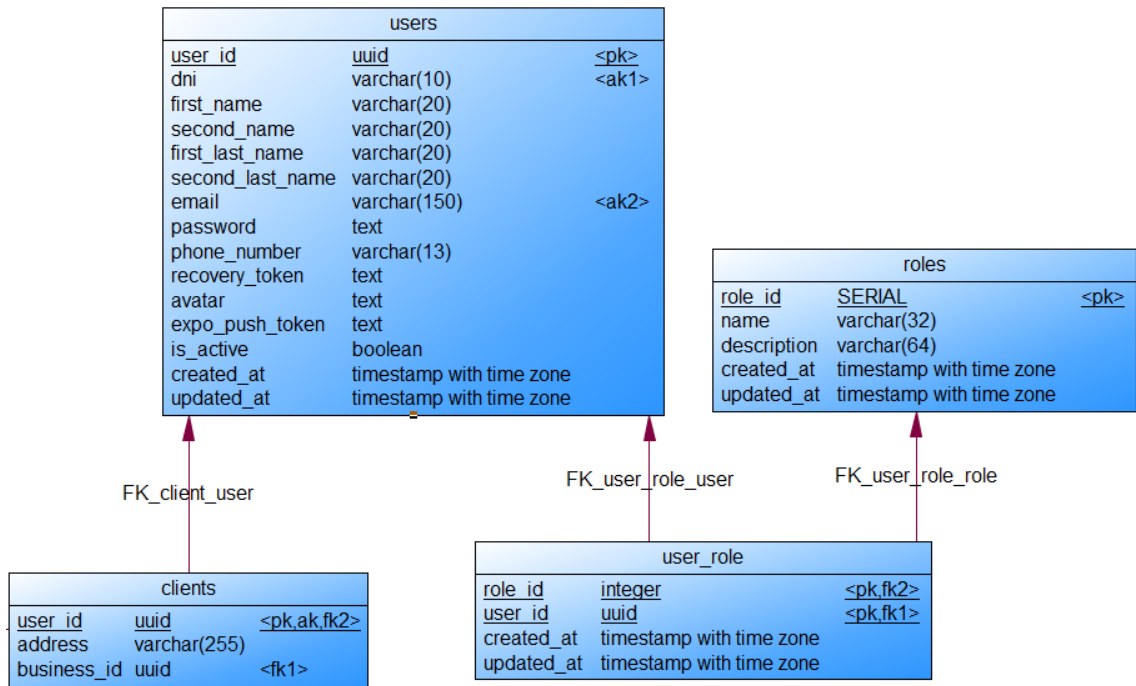 users
user_id uuid <pk>
dni varchar(10) <ak1>
first_name varchar(20)
second_name varchar(20)
first_last_name varchar(20)
second_last_name varchar(20)
email varchar(150) <ak2>
password text
phone_number varchar(13)
recovery_token text
avatar text
expo_push_token text
is_active boolean
created_at timestamp with time zone
updated_at timestamp with time zone
roles
role_id SERIAL <pk>
name varchar(32)
description varchar(64)
created_at timestamp with time zone
updated_at timestamp with time zone
FK_client_user
FK_user_role_user
FK_user_role_role
clients
user_id uuid <pk,ak,fk2>
address varchar(255)
business_id uuid <fk1>
user_role
role_id integer <pk,fk2>
user_id uuid <pk,fk1>
created_at timestamp with time zone
updated_at timestamp with time zone